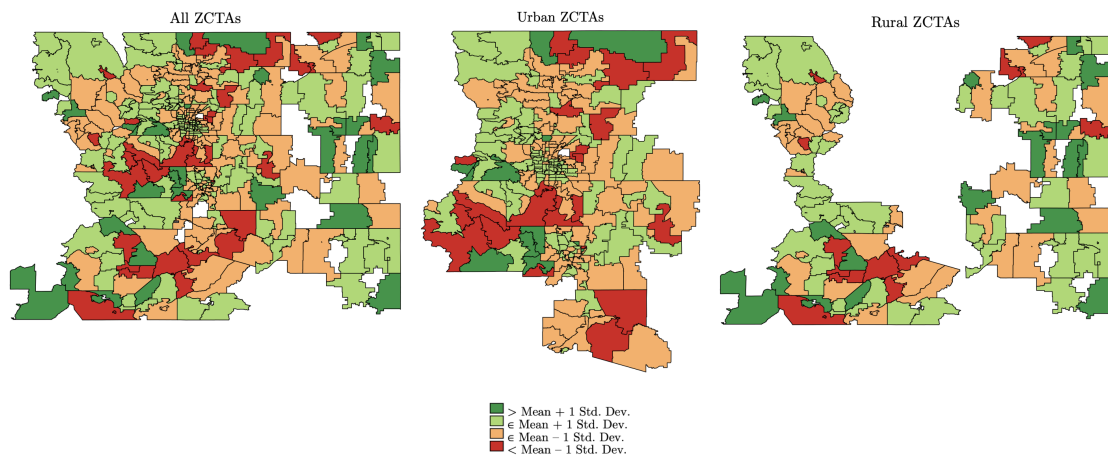 All ZCTAs
Urban ZCTAs
Rural ZCTAs
> Mean + 1 Std. Dev.
∈ Mean + 1 Std. Dev.
∈ Mean – 1 Std. Dev.
< Mean – 1 Std. Dev.